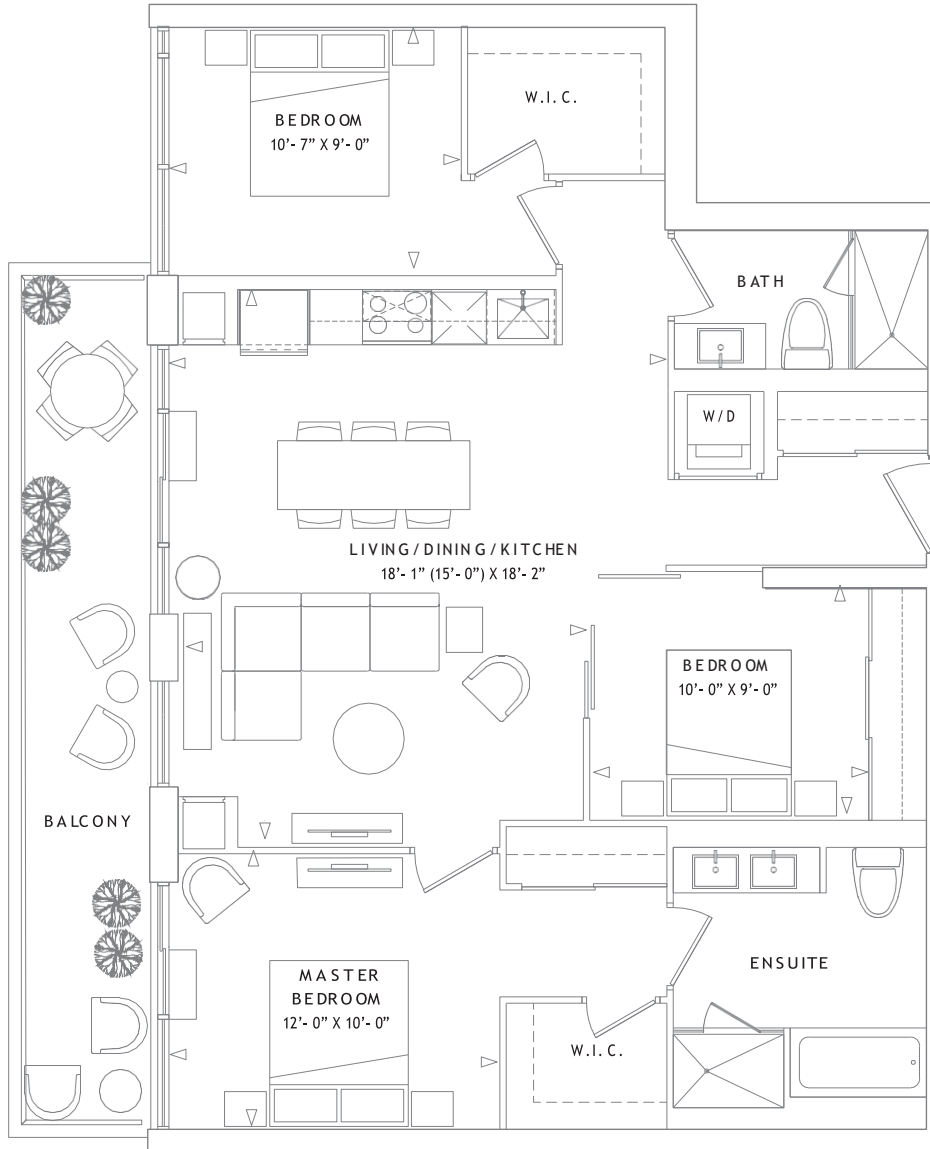 W.I.C.
BEDROOM
10'-7" X 9'-0"
BATH
W/D
LIVING/DINING/KITCHEN
18'-1" (15'-0") X 18'-2"
BEDROOM
10'-0" X 9'-0"
BALCONY
ENSUITE
MASTER
BEDROOM
12'-0" X 10'-0"
W.I.C.